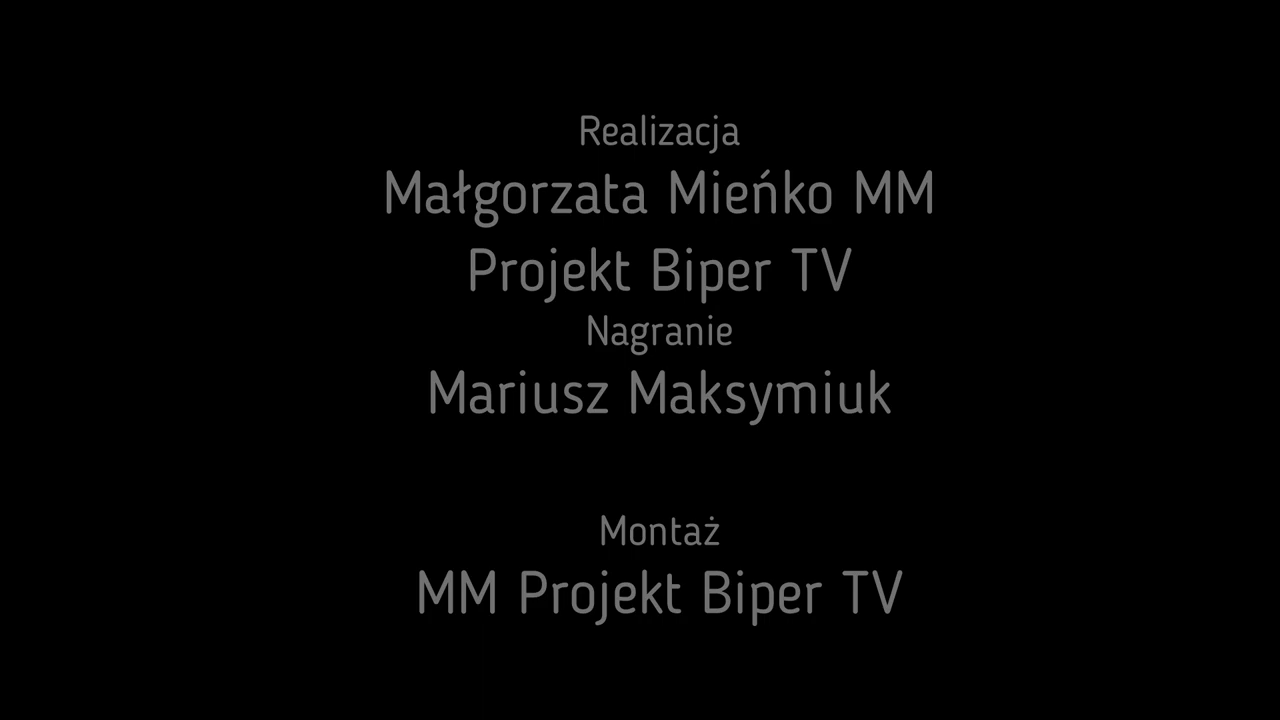 Realizacja
Małgorzata Mieńko MM
Projekt Biper TV
Nagranie
Mariusz Maksymiuk
Montaż
MM Projekt Biper TV